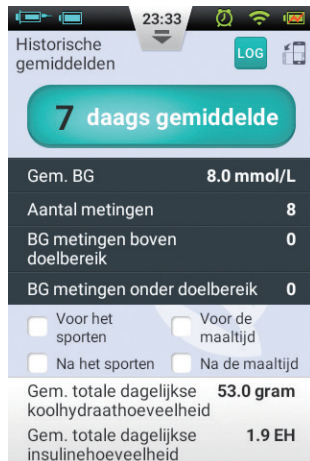 23:33
Historische
gemiddelden
LOG
7 daags gemiddelde
Gem. BG 8.0 mmol/L
Aantal metingen 8
BG metingen boven 0
doelbereik
BG metingen onder doelbereik 0
Voor het Voor de
sporten maaltijd
Na het sporten Na de maaltijd
Gem. totale dagelijkse 53.0 gram
koolhydraathoeveelheid
Gem. totale dagelijkse 1.9 EH
insulinehoeveelheid